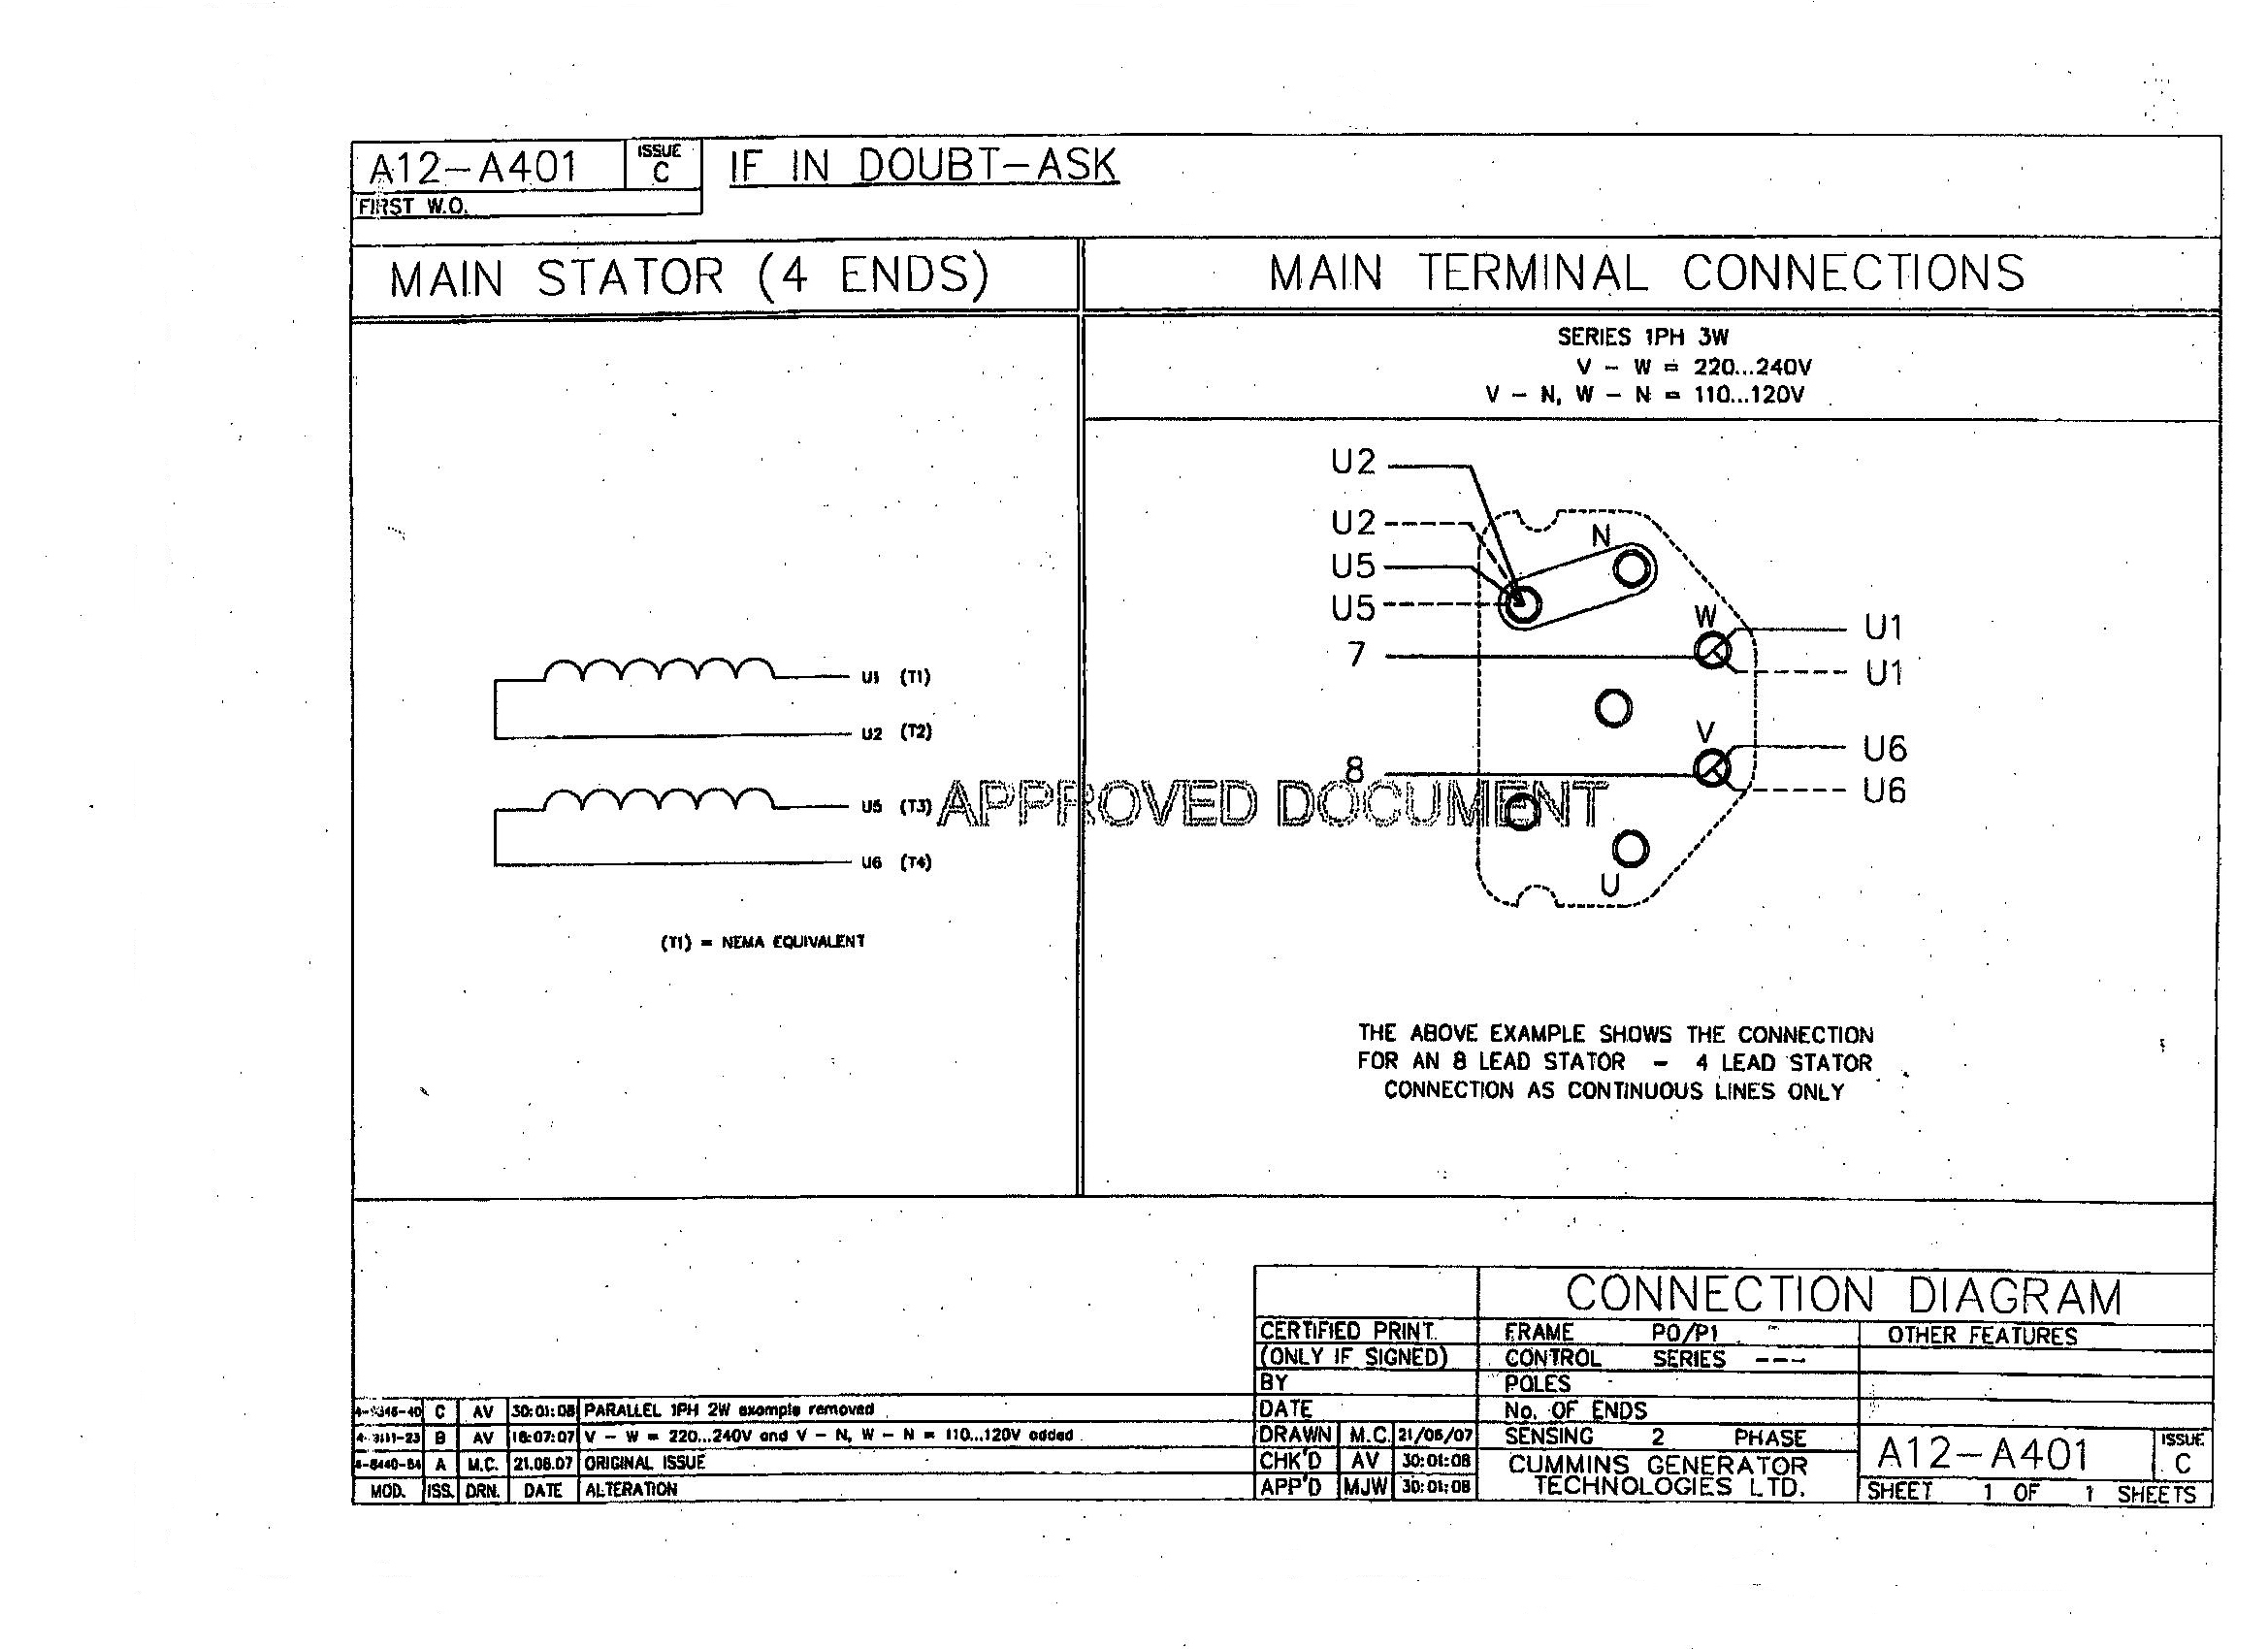 A12-A401
ISSUE
C
IF IN DOUBT-ASK
FIRST W.O.
MAIN STATOR (4 ENDS)
MAIN TERMINAL CONNECTIONS
SERIES 1PH 3W
V - W = 220...240V
V - N, W - N = 110...120V
U1 (T1)
U2 (T2)
U5 (T3)
U6 (T4)
(T1) = NEMA EQUIVALENT
U2
U2
U5
U5
7
8
N
W
V
U
U1
U1
U6
U6
APPROVED DOCUMENT
THE ABOVE EXAMPLE SHOWS THE CONNECTION
FOR AN 8 LEAD STATOR - 4 LEAD STATOR
CONNECTION AS CONTINUOUS LINES ONLY
C AV 30:01:08 PARALLEL 1PH 2W example removed
B AV 16:07:07 V - W = 220...240V and V - N, W - N = 110...120V added
A M.C. 21.06.07 ORIGINAL ISSUE
MOD. ISS. DRN. DATE ALTERATION
CONNECTION DIAGRAM
CERTIFIED PRINT
(ONLY IF SIGNED)
BY
DATE
DRAWN M.C. 21/06/07
CHK'D AV 30:01:08
APP'D MJW 30:01:08
FRAME P0/P1
CONTROL SERIES ---
POLES -
No. OF ENDS
SENSING 2 PHASE
CUMMINS GENERATOR
TECHNOLOGIES LTD.
OTHER FEATURES
A12-A401
ISSUE
C
SHEET 1 OF 1 SHEETS